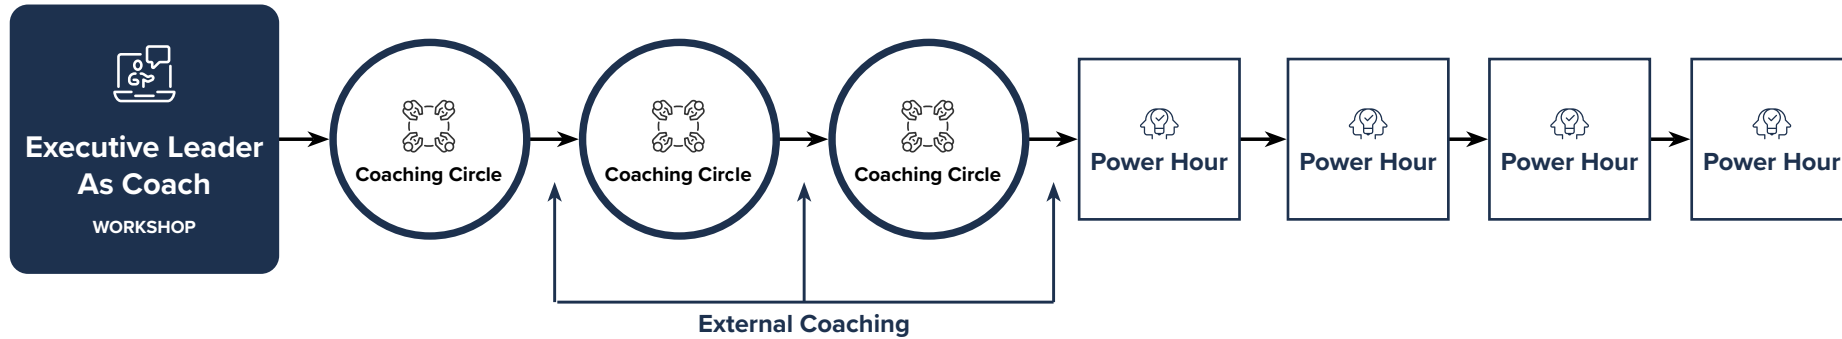 Executive Leader
As Coach
WORKSHOP
Coaching Circle
Coaching Circle
Coaching Circle
Power Hour
Power Hour
Power Hour
Power Hour
External Coaching